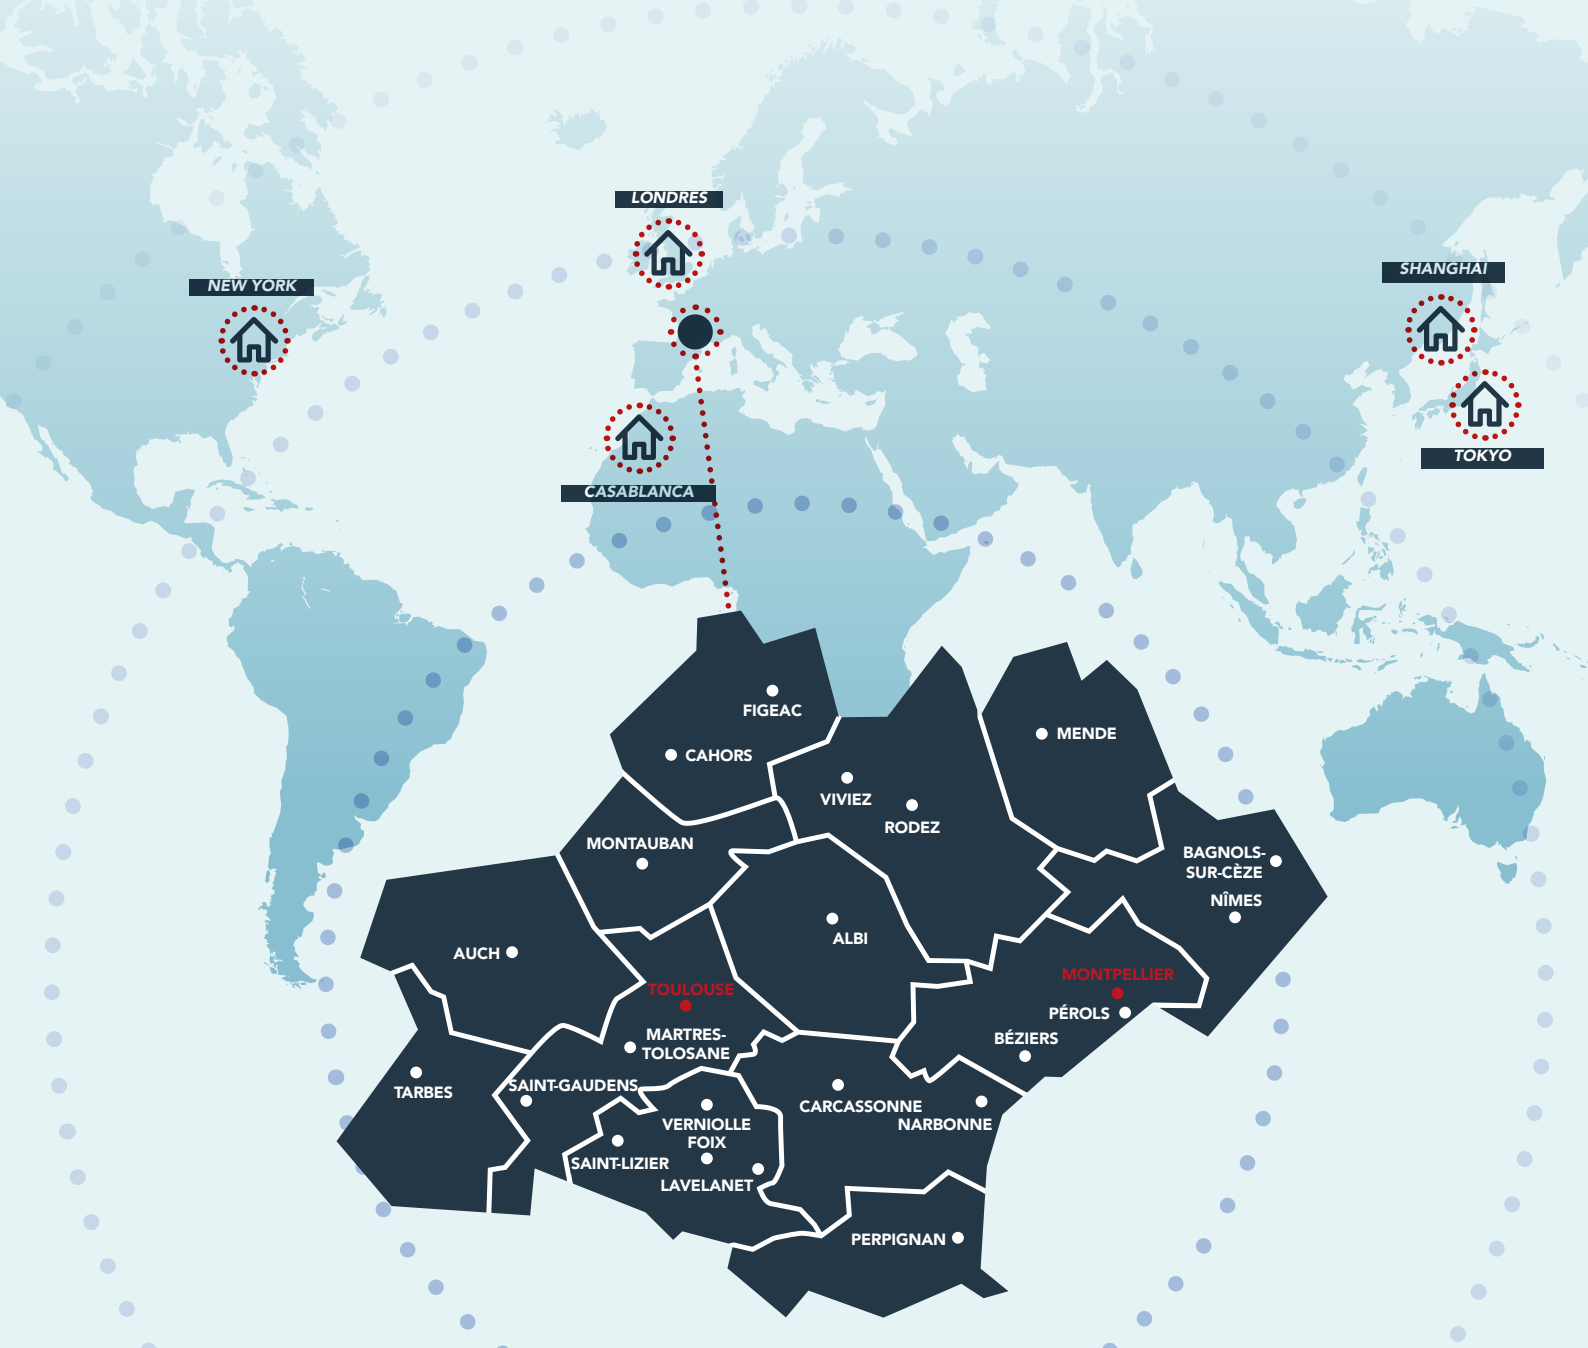 LONDRES
SHANGHAI
NEW YORK
TOKYO
CASABLANCA
FIGEAC
MENDE
CAHORS
VIVIEZ
RODEZ
MONTAUBAN
BAGNOLS-
SUR-CÈZE
NÎMES
ALBI
AUCH
MONTPELLIER
TOULOUSE
PÉROLS
MARTRES-
TOLOSANE
BÉZIERS
SAINT-GAUDENS
TARBES
CARCASSONNE
NARBONNE
VERNIOLLE
FOIX
SAINT-LIZIER
LAVELANET
PERPIGNAN